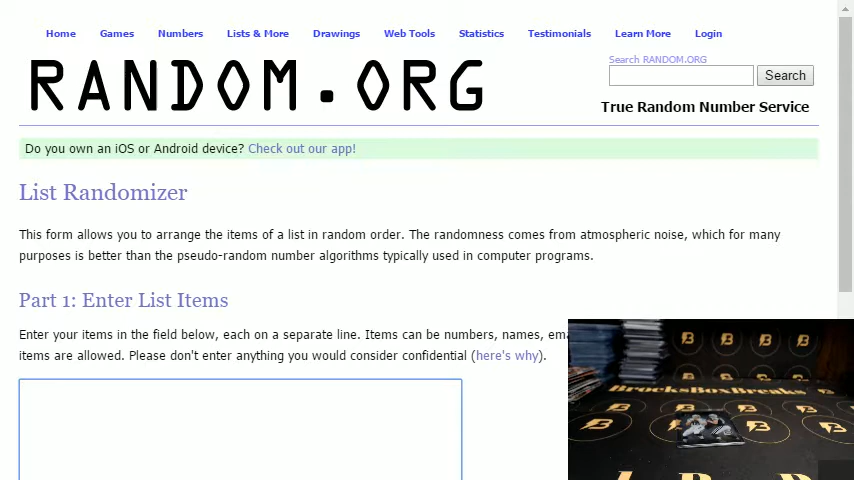 Home Games Numbers Lists & More Drawings Web Tools Statistics Testimonials Learn More Login
Search RANDOM.ORG
RANDOM.ORG
Search
True Random Number Service
Do you own an iOS or Android device? Check out our app!
List Randomizer
This form allows you to arrange the items of a list in random order. The randomness comes from atmospheric noise, which for many
purposes is better than the pseudo-random number algorithms typically used in computer programs.
Part 1: Enter List Items
Enter your items in the field below, each on a separate line. Items can be numbers, names,
items are allowed. Please don't enter anything you would consider confidential (here's why).
BrocksBoxBreaks